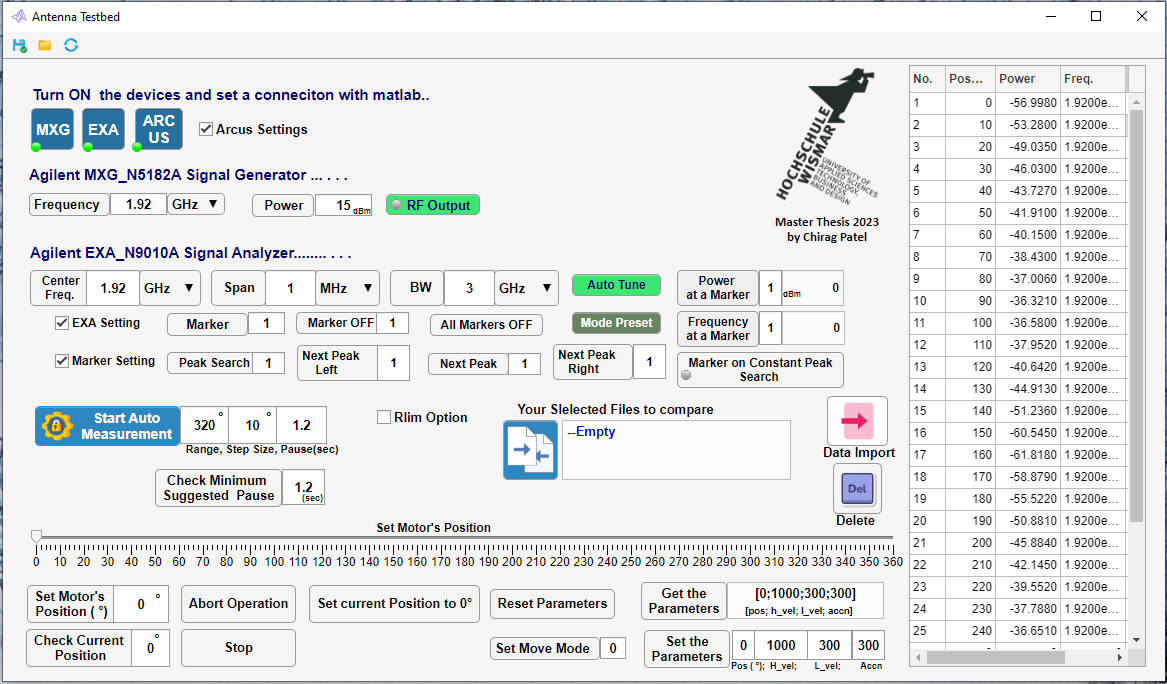 Antenna Testbed
Turn ON the devices and set a conneciton with matlab..
MXG
EXA
ARC
US
Arcus Settings
Agilent MXG_N5182A Signal Generator ... . . .
Frequency 1.92 GHz Power 15 dBm RF Output
HOCHSCHULE
WISMAR
UNIVERSITY OF
APPLIED SCIENCES
TECHNOLOGY,
BUSINESS
AND DESIGN
Master Thesis 2023
by Chirag Patel
Agilent EXA_N9010A Signal Analyzer........ . . .
Center
Freq.
1.92 GHz Span 1 MHz BW 3 GHz
Auto Tune
Power
at a Marker
1 dBm 0
EXA Setting Marker 1 Marker OFF 1 All Markers OFF Mode Preset
Frequency
at a Marker
1 0
Marker Setting Peak Search 1
Next Peak
Left
1
Next Peak 1
Next Peak
Right
1
Marker on Constant Peak
Search
Start Auto
Measurement
320° 10° 1.2
Range, Step Size, Pause(sec)
Rlim Option
Your Slelected Files to compare
--Empty
Data Import
Del
Delete
Check Minimum
Suggested Pause
1.2
(sec)
Set Motor's Position
0 10 20 30 40 50 60 70 80 90 100 110 120 130 140 150 160 170 180 190 200 210 220 230 240 250 260 270 280 290 300 310 320 330 340 350 360
Set Motor's
Position ( °)
0 °
Abort Operation
Set current Position to 0°
Reset Parameters
Get the
Parameters
[0;1000;300;300]
[pos; h_vel; l_vel; accn]
Check Current
Position
0°
Stop
Set Move Mode 0
Set the
Parameters
0 1000 300 300
Pos ( °); H_vel; L_vel; Accn
No. Pos... Power Freq.
1 0 -56.9980 1.9200e...
2 10 -53.2800 1.9200e...
3 20 -49.0350 1.9200e...
4 30 -46.0300 1.9200e...
5 40 -43.7270 1.9200e...
6 50 -41.9100 1.9200e...
7 60 -40.1500 1.9200e...
8 70 -38.4300 1.9200e...
9 80 -37.0060 1.9200e...
10 90 -36.3210 1.9200e...
11 100 -36.5800 1.9200e...
12 110 -37.9520 1.9200e...
13 120 -40.6420 1.9200e...
14 130 -44.9130 1.9200e...
15 140 -51.2360 1.9200e...
16 150 -60.5450 1.9200e...
17 160 -61.8180 1.9200e...
18 170 -58.8790 1.9200e...
19 180 -55.5220 1.9200e...
20 190 -50.8810 1.9200e...
21 200 -45.8840 1.9200e...
22 210 -42.1450 1.9200e...
23 220 -39.5520 1.9200e...
24 230 -37.7880 1.9200e...
25 240 -36.6510 1.9200e...